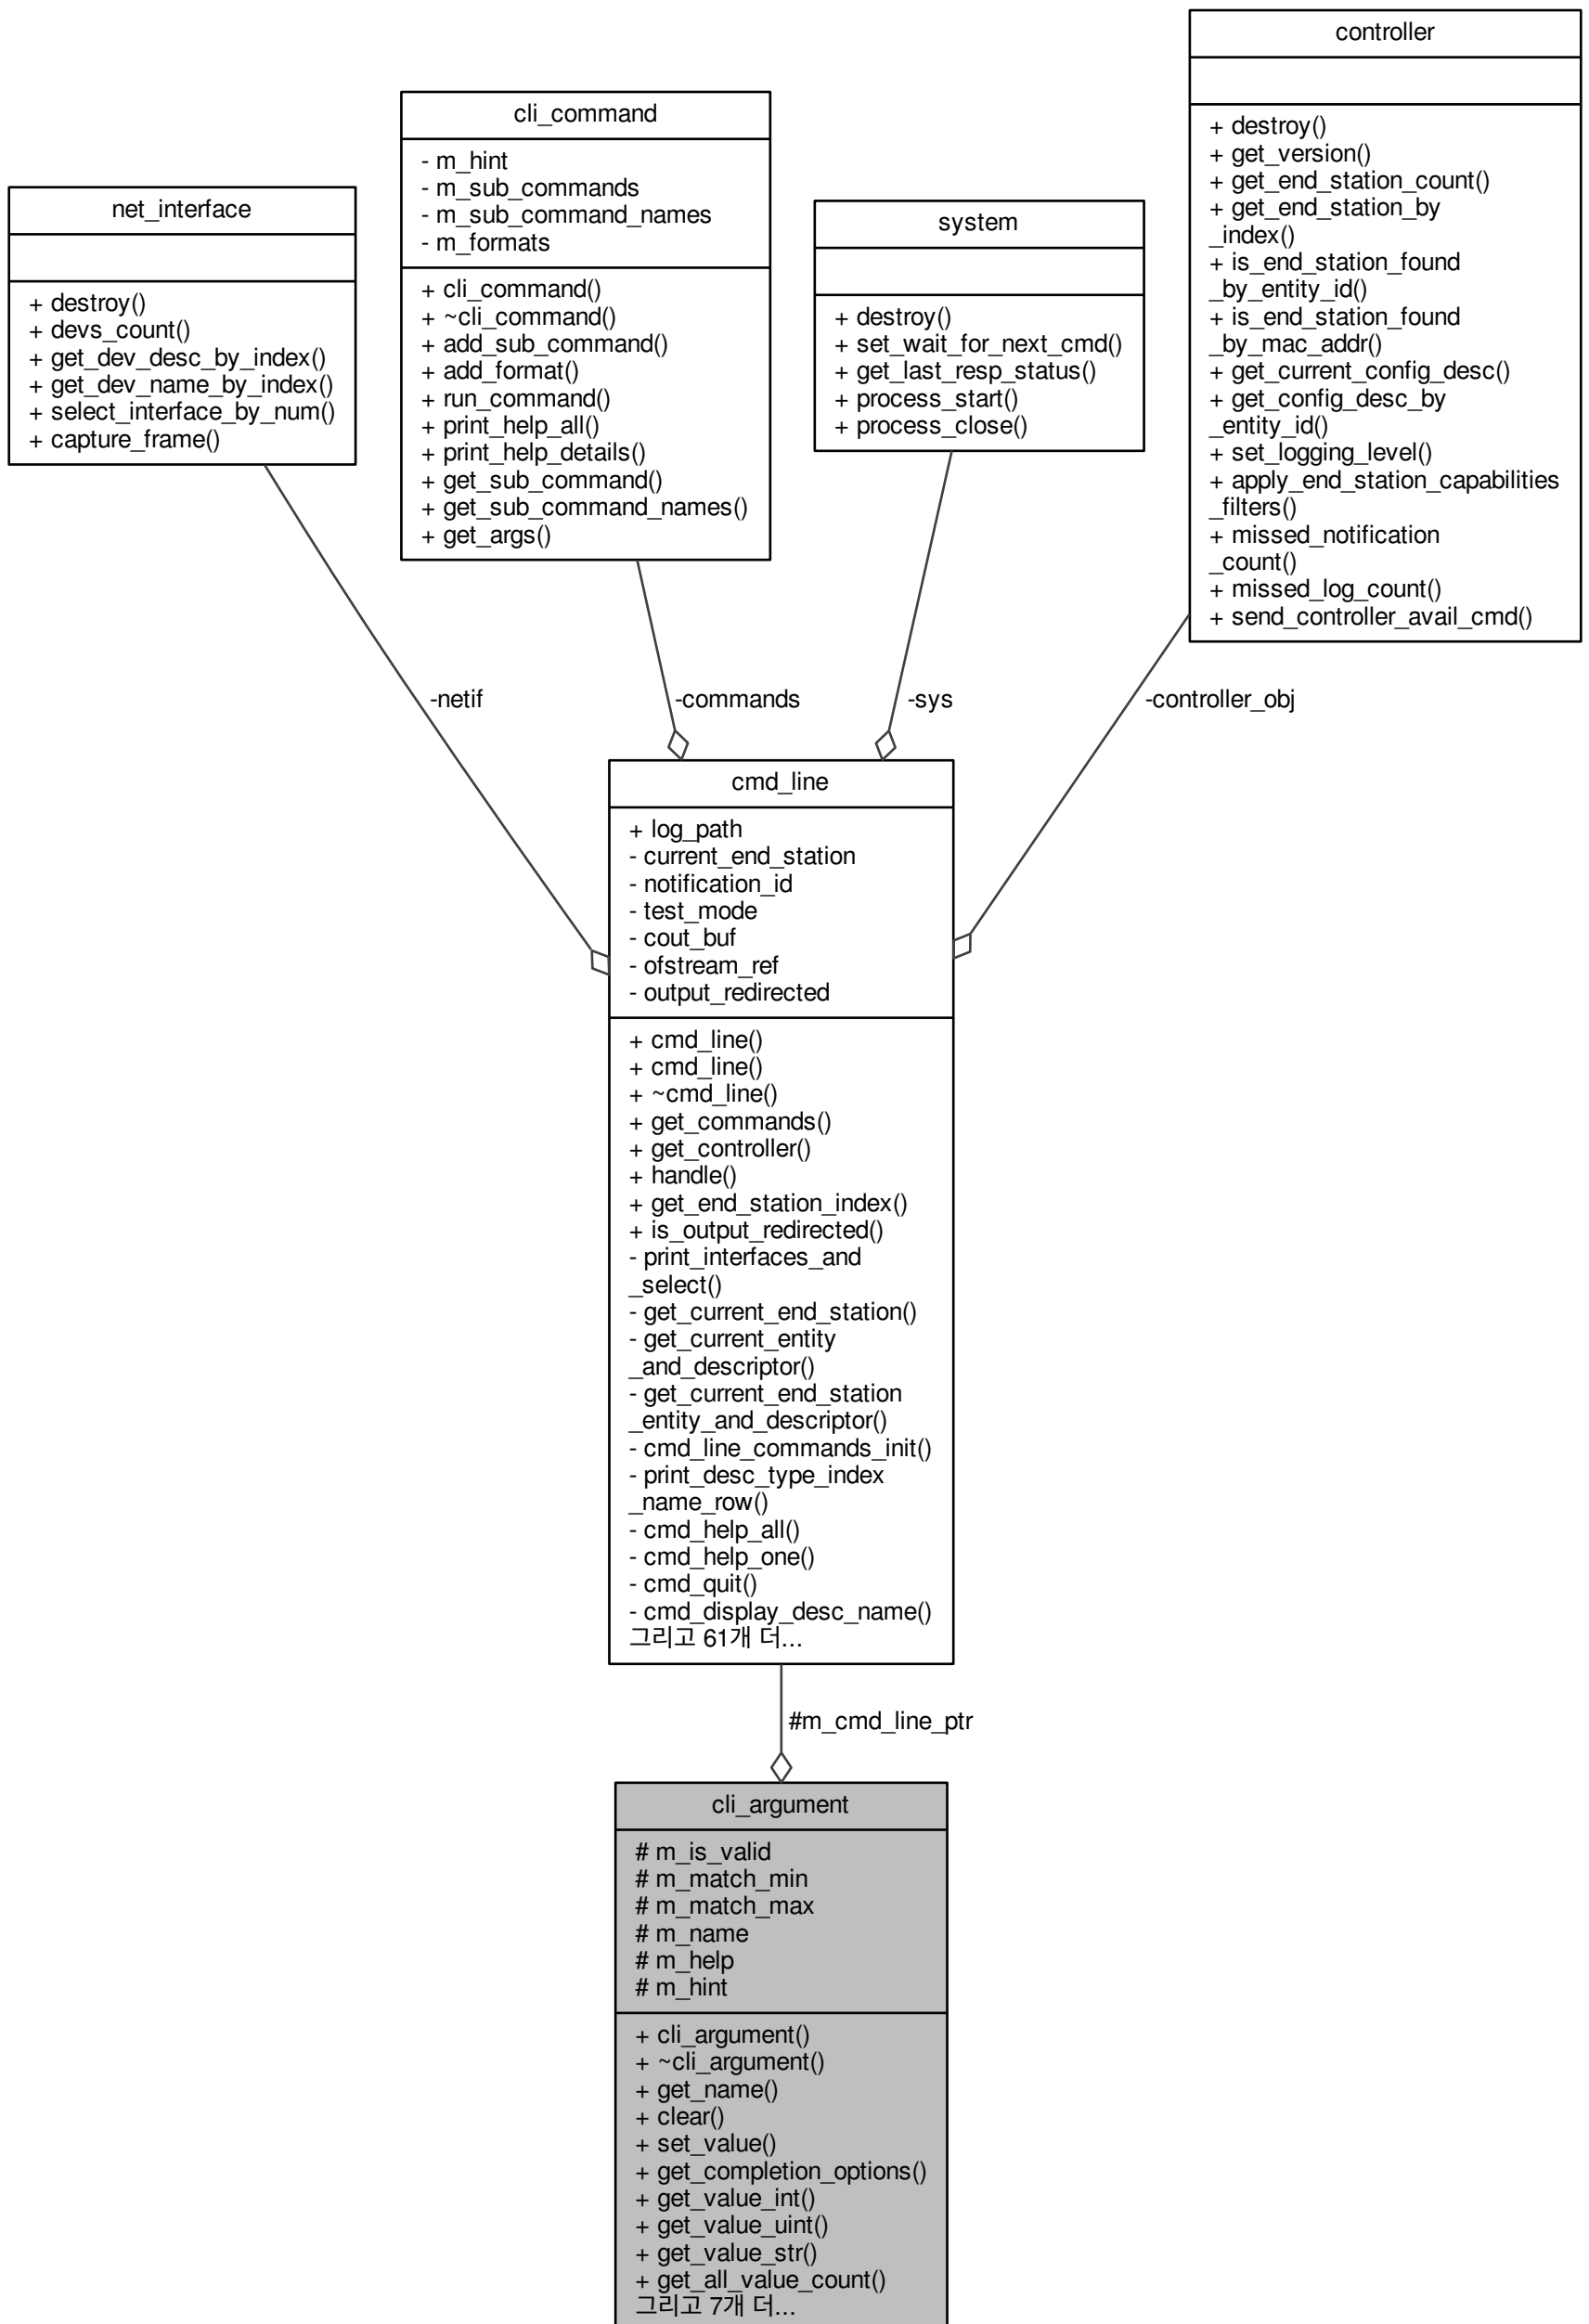 controller
+ destroy()
+ get_version()
+ get_end_station_count()
+ get_end_station_by
_index()
+ is_end_station_found
_by_entity_id()
+ is_end_station_found
_by_mac_addr()
+ get_current_config_desc()
+ get_config_desc_by
_entity_id()
+ set_logging_level()
+ apply_end_station_capabilities
_filters()
+ missed_notification
_count()
+ missed_log_count()
+ send_controller_avail_cmd()
cli_command
- m_hint
- m_sub_commands
- m_sub_command_names
- m_formats
+ cli_command()
+ ~cli_command()
+ add_sub_command()
+ add_format()
+ run_command()
+ print_help_all()
+ print_help_details()
+ get_sub_command()
+ get_sub_command_names()
+ get_args()
net_interface
+ destroy()
+ devs_count()
+ get_dev_desc_by_index()
+ get_dev_name_by_index()
+ select_interface_by_num()
+ capture_frame()
system
+ destroy()
+ set_wait_for_next_cmd()
+ get_last_resp_status()
+ process_start()
+ process_close()
-netif
-commands
-sys
-controller_obj
cmd_line
+ log_path
- current_end_station
- notification_id
- test_mode
- cout_buf
- ofstream_ref
- output_redirected
+ cmd_line()
+ cmd_line()
+ ~cmd_line()
+ get_commands()
+ get_controller()
+ handle()
+ get_end_station_index()
+ is_output_redirected()
- print_interfaces_and
_select()
- get_current_end_station()
- get_current_entity
_and_descriptor()
- get_current_end_station
_entity_and_descriptor()
- cmd_line_commands_init()
- print_desc_type_index
_name_row()
- cmd_help_all()
- cmd_help_one()
- cmd_quit()
- cmd_display_desc_name()
그리고 61개 더...
#m_cmd_line_ptr
cli_argument
# m_is_valid
# m_match_min
# m_match_max
# m_name
# m_help
# m_hint
+ cli_argument()
+ ~cli_argument()
+ get_name()
+ clear()
+ set_value()
+ get_completion_options()
+ get_value_int()
+ get_value_uint()
+ get_value_str()
+ get_all_value_count()
그리고 7개 더...